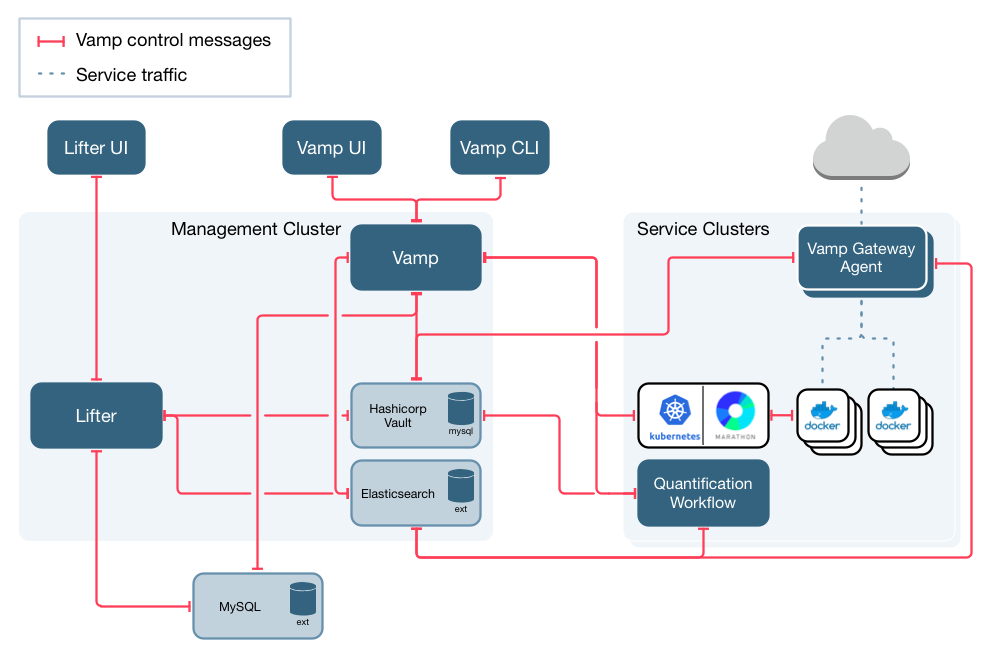 Vamp control messages
Service traffic
Lifter UI
Vamp UI
Vamp CLI
Management Cluster
Vamp
Service Clusters
Vamp Gateway
Agent
Lifter
Hashicorp
Vault
mysql
kubernetes
MARATHON
docker
docker
Elasticsearch
ext
Quantification
Workflow
MySQL
ext